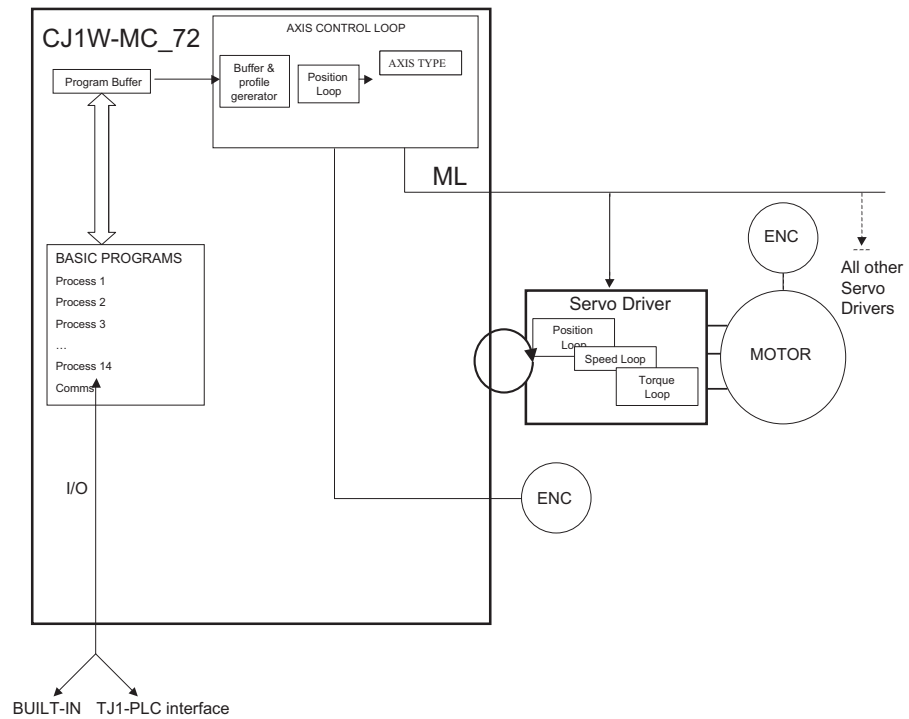 CJ1W-MC_72
AXIS CONTROL LOOP
Program Buffer
Buffer &
profile
gererator
Position
Loop
AXIS TYPE
ML
BASIC PROGRAMS
Process 1
Process 2
Process 3
...
Process 14
Comms
I/O
BUILT-IN
TJ1-PLC interface
Servo Driver
Position
Loop
Speed Loop
Torque
Loop
ENC
MOTOR
ENC
All other
Servo
Drivers